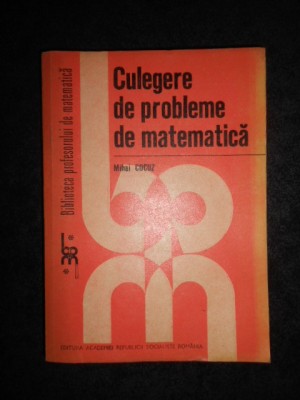 Culegere
de probleme
de matematică
Mihai COCUZ
Biblioteca profesorului de matematică
EDITURA ACADEMIEI REPUBLICII SOCIALISTE ROMÂNIA